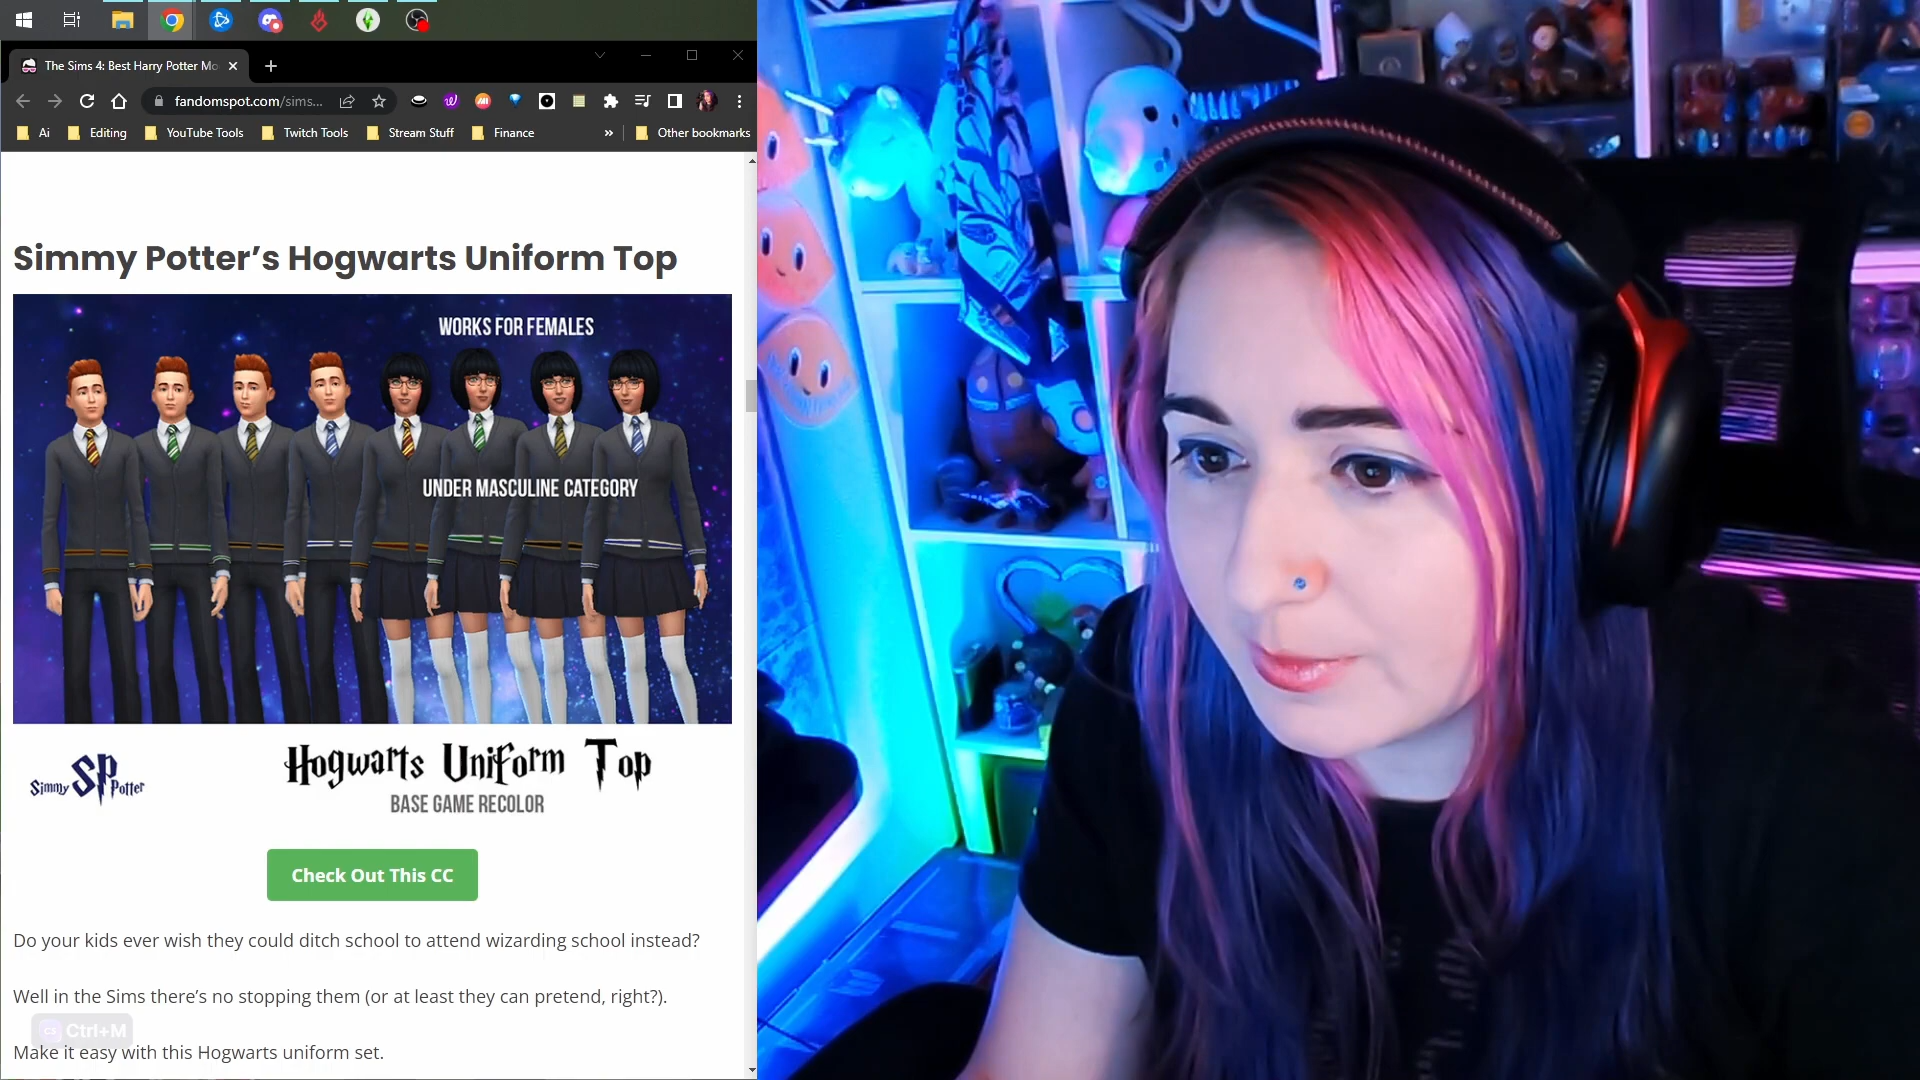 The Sims 4: Best Harry Potter Mo
fandomspot.com/sims...
Ai
Editing
YouTube Tools
Twitch Tools
Stream Stuff
Finance
»
Other bookmarks
Simmy Potter’s Hogwarts Uniform Top
WORKS FOR FEMALES
UNDER MASCULINE CATEGORY
Simmy SP Potter
Hogwarts Uniform Top
BASE GAME RECOLOR
Check Out This CC
Do your kids ever wish they could ditch school to attend wizarding school instead?
Well in the Sims there’s no stopping them (or at least they can pretend, right?).
Ctrl+M
Make it easy with this Hogwarts uniform set.